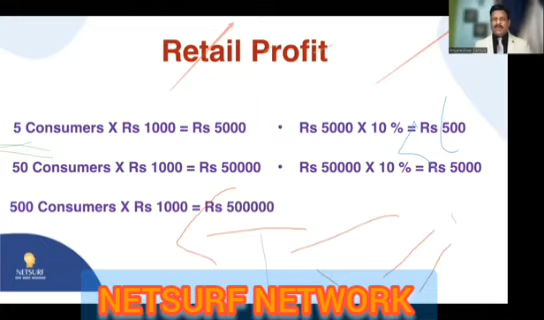 Retail Profit
5 Consumers X Rs 1000 = Rs 5000 • Rs 5000 X 10 % = Rs 500
50 Consumers X Rs 1000 = Rs 50000 • Rs 50000 X 10 % = Rs 5000
500 Consumers X Rs 1000 = Rs 500000
NETSURF
NETSURF NETWORK